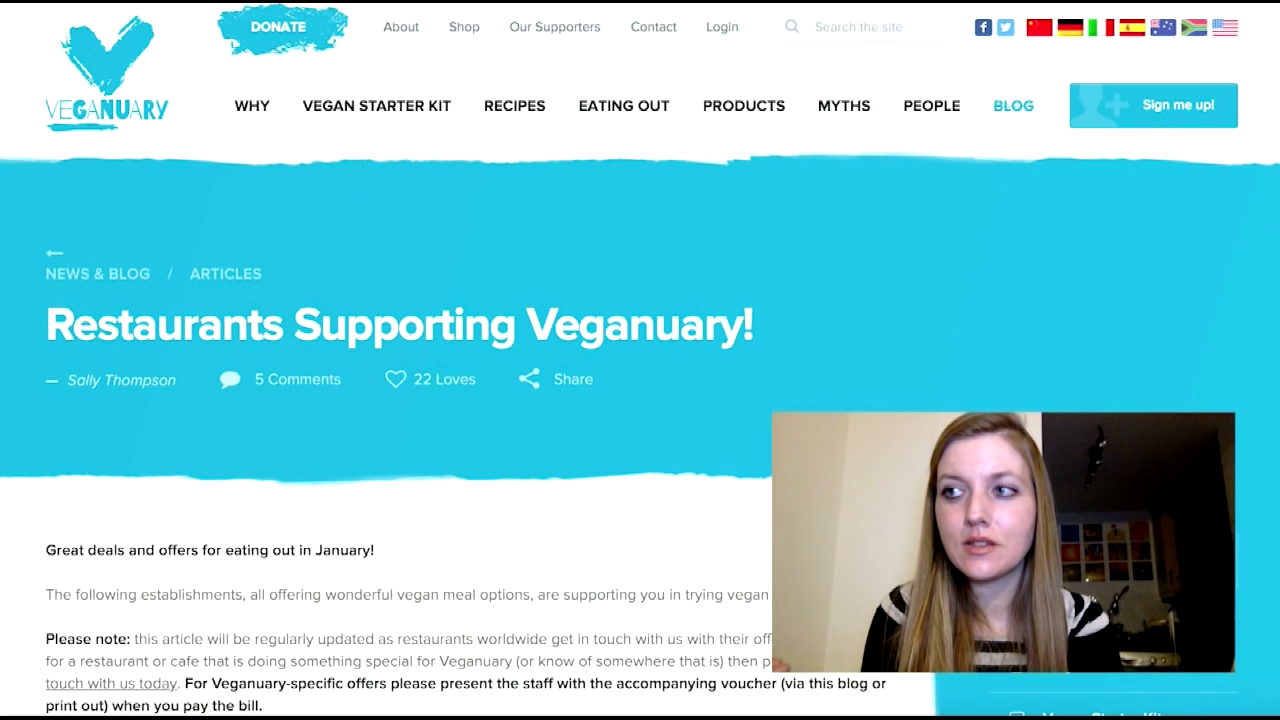 DONATE
About
Shop
Our Supporters
Contact
Login
Search the site
VEGANUARY
WHY
VEGAN STARTER KIT
RECIPES
EATING OUT
PRODUCTS
MYTHS
PEOPLE
BLOG
Sign me up!
NEWS & BLOG / ARTICLES
Restaurants Supporting Veganuary!
— Sally Thompson
5 Comments
22 Loves
Share
Great deals and offers for eating out in January!
The following establishments, all offering wonderful vegan meal options, are supporting you in trying vegan
Please note: this article will be regularly updated as restaurants worldwide get in touch with us with their
for a restaurant or cafe that is doing something special for Veganuary (or know of somewhere that is) then
touch with us today. For Veganuary-specific offers please present the staff with the accompanying voucher (via this blog or
print out) when you pay the bill.